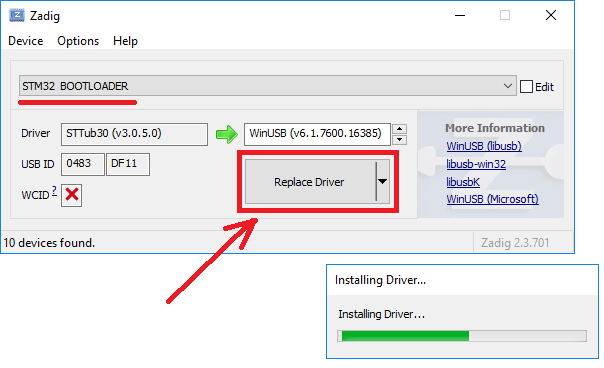 Zadig
Device Options Help
STM32 BOOTLOADER
Edit
Driver STTub30 (v3.0.5.0) WinUSB (v6.1.7600.16385)
USB ID 0483 DF11
WCID ?
Replace Driver
More Information
WinUSB (libusb)
libusb-win32
libusbK
WinUSB (Microsoft)
10 devices found.
Zadig 2.3.701
Installing Driver...
Installing Driver...